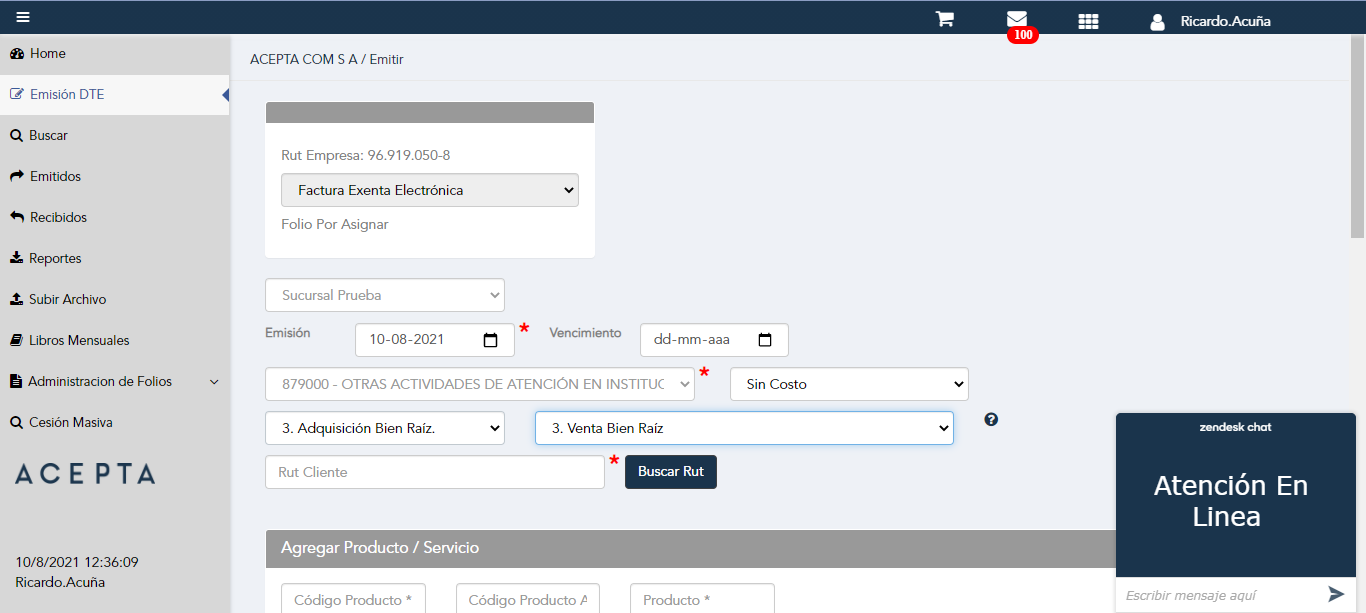 100
Ricardo.Acuña
Home
Emisión DTE
Buscar
Emitidos
Recibidos
Reportes
Subir Archivo
Libros Mensuales
Administracion de Folios
Cesión Masiva
ACEPTA
10/8/2021 12:36:09
Ricardo.Acuña
ACEPTA COM S A / Emitir
Rut Empresa: 96.919.050-8
Factura Exenta Electrónica
Folio Por Asignar
Sucursal Prueba
Emisión 10-08-2021 * Vencimiento dd-mm-aaa
879000 - OTRAS ACTIVIDADES DE ATENCIÓN EN INSTITUC * Sin Costo
3. Adquisición Bien Raíz. 3. Venta Bien Raíz ?
Rut Cliente * Buscar Rut
Agregar Producto / Servicio
Código Producto * Código Producto A Producto *
zendesk chat
Atención En
Linea
Escribir mensaje aquí